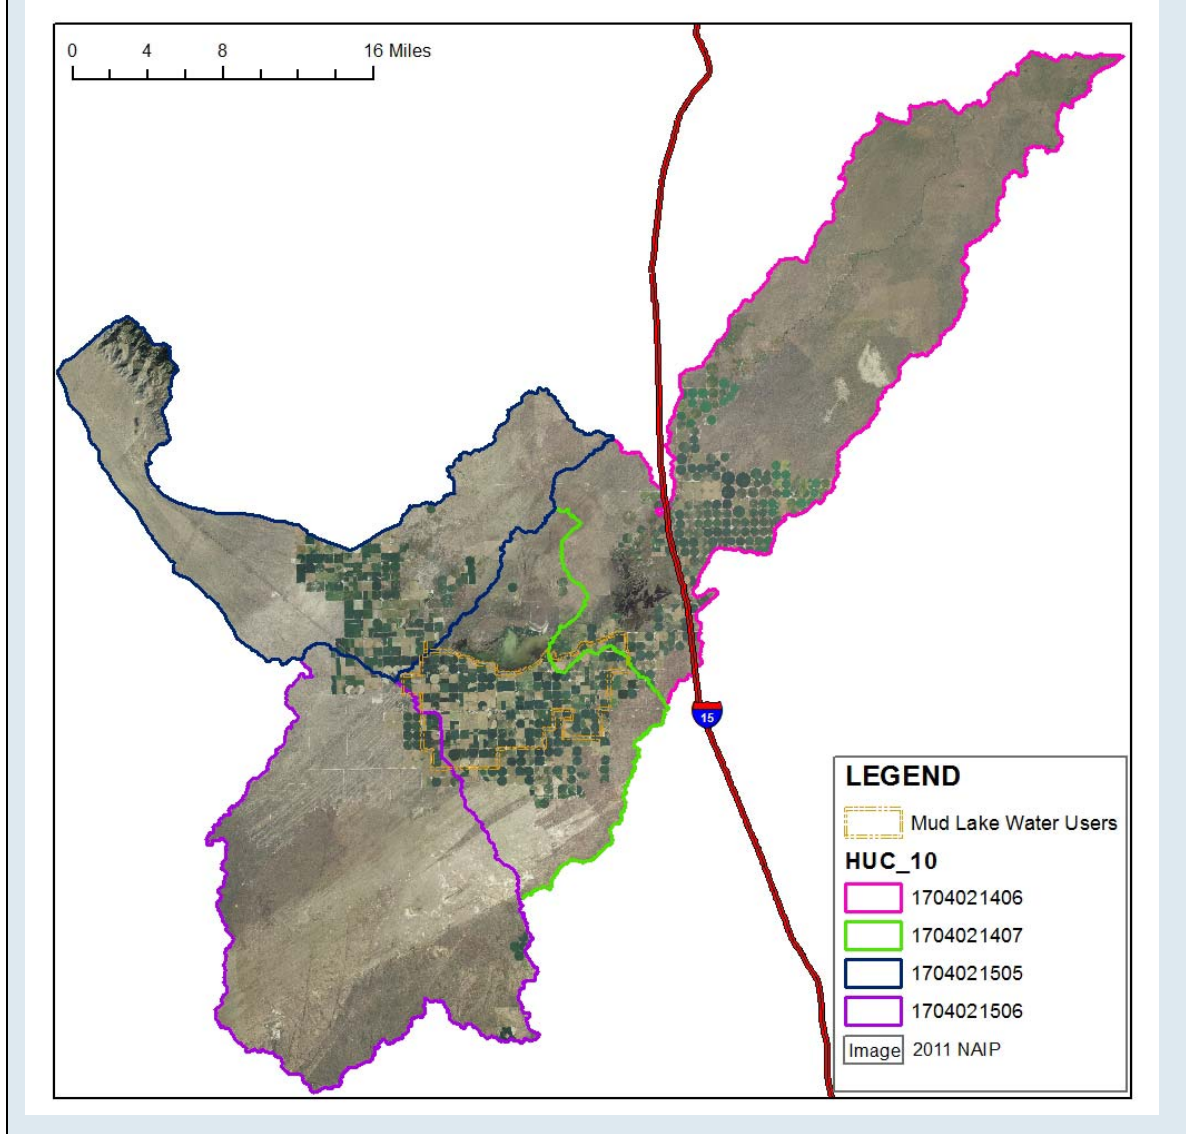 0 4 8 16 Miles
15
LEGEND
Mud Lake Water Users
HUC_10
1704021406
1704021407
1704021505
1704021506
Image 2011 NAIP